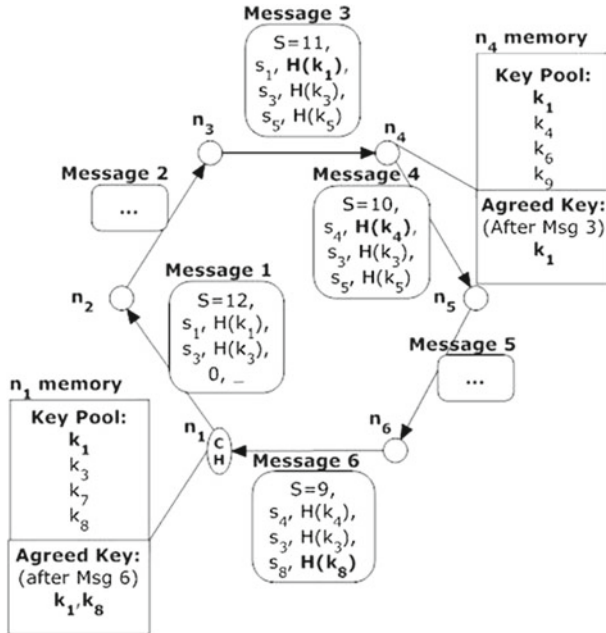 Message 3
S=11,
s₁, H(k₁),
s₃, H(k₃),
s₅, H(k₅)
n₄ memory
Key Pool:
k₁
k₄
k₆
k₉
Agreed Key:
(After Msg 3)
k₁
n₃
n₄
Message 2
...
Message 4
S=10,
s₄, H(k₄),
s₃, H(k₃),
s₅, H(k₅)
n₂
Message 1
S=12,
s₁, H(k₁),
s₃, H(k₃),
0, _
n₅
Message 5
...
n₁ memory
Key Pool:
k₁
k₃
k₇
k₈
Agreed Key:
(after Msg 6)
k₁,k₈
n₁
C
H
n₆
Message 6
S=9,
s₄, H(k₄),
s₃, H(k₃),
s₈, H(k₈)